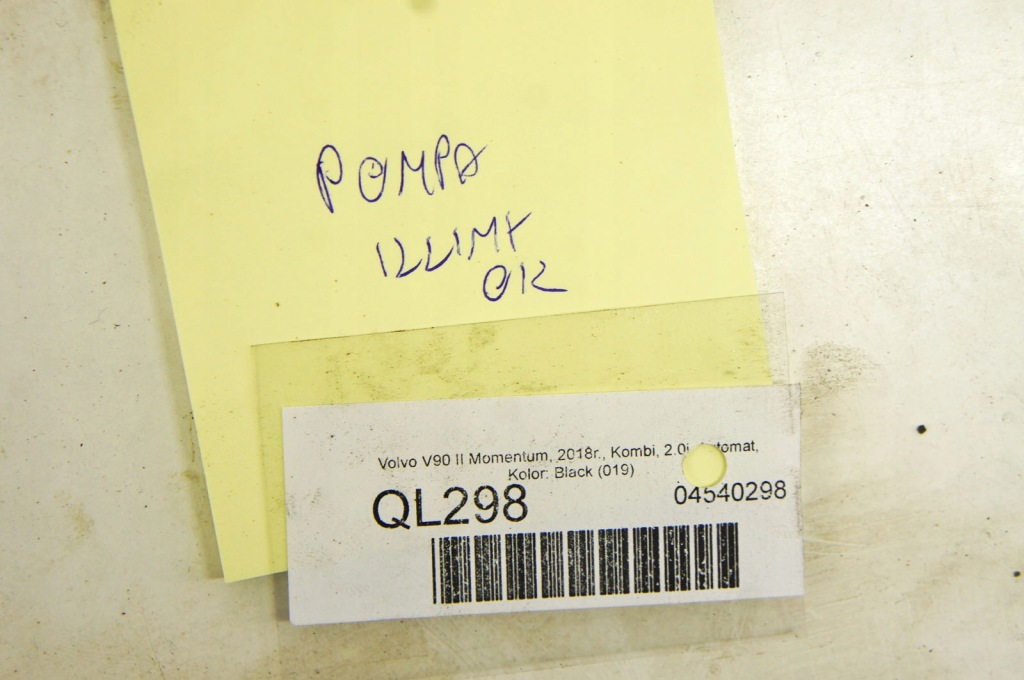 POMPA
KLIMY
OK
Volvo V90 II Momentum, 2018r., Kombi, 2.0i,
Kolor: Black (019)
QL298
04540298